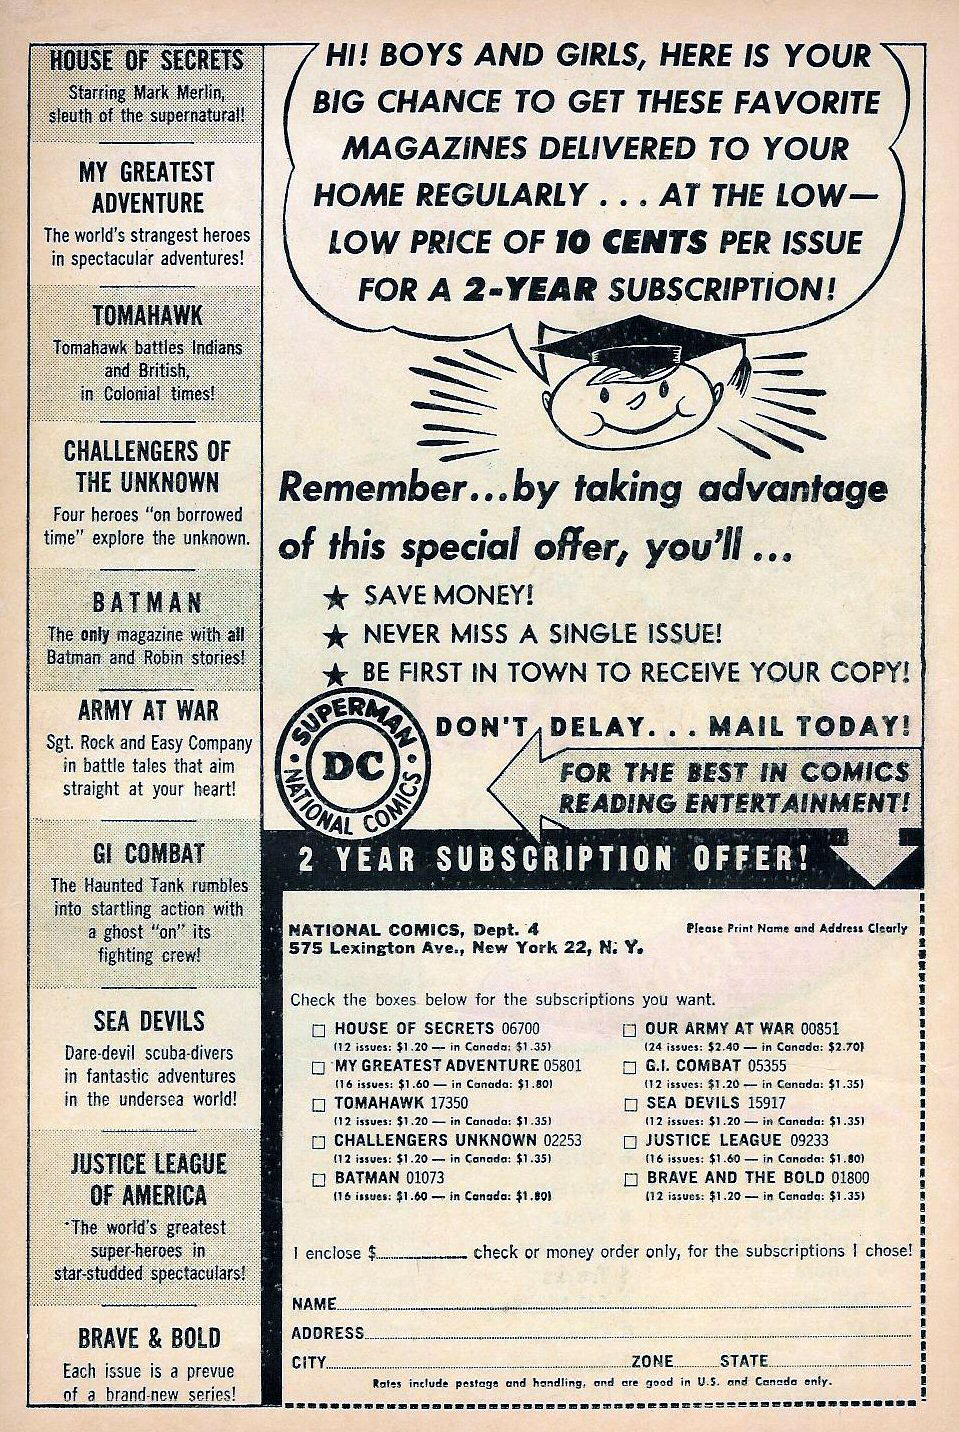 HOUSE OF SECRETS
Starring Mark Merlin,
sleuth of the supernatural!
MY GREATEST
ADVENTURE
The world's strangest heroes
in spectacular adventures!
TOMAHAWK
Tomahawk battles Indians
and British,
in Colonial times!
CHALLENGERS OF
THE UNKNOWN
Four heroes "on borrowed
time" explore the unknown.
BATMAN
The only magazine with all
Batman and Robin stories!
ARMY AT WAR
Sgt. Rock and Easy Company
in battle tales that aim
straight at your heart!
GI COMBAT
The Haunted Tank rumbles
into startling action with
a ghost "on" its
fighting crew!
SEA DEVILS
Dare-devil scuba-divers
in fantastic adventures
in the undersea world!
JUSTICE LEAGUE
OF AMERICA
The world's greatest
super-heroes in
star-studded spectaculars!
BRAVE & BOLD
Each issue is a prevue
of a brand-new series!
HI! BOYS AND GIRLS, HERE IS YOUR
BIG CHANCE TO GET THESE FAVORITE
MAGAZINES DELIVERED TO YOUR
HOME REGULARLY . . . AT THE LOW—
LOW PRICE OF 10 CENTS PER ISSUE
FOR A 2-YEAR SUBSCRIPTION!
Remember...by taking advantage
of this special offer, you'll ...
★ SAVE MONEY!
★ NEVER MISS A SINGLE ISSUE!
★ BE FIRST IN TOWN TO RECEIVE YOUR COPY!
SUPERMAN
DC
NATIONAL COMICS
DON'T DELAY. . . MAIL TODAY!
FOR THE BEST IN COMICS
READING ENTERTAINMENT!
2 YEAR SUBSCRIPTION OFFER!
NATIONAL COMICS, Dept. 4
575 Lexington Ave., New York 22, N. Y.
Please Print Name and Address Clearly
Check the boxes below for the subscriptions you want.
☐ HOUSE OF SECRETS 06700
(12 issues: $1.20 — in Canada: $1.35)
☐ MY GREATEST ADVENTURE 05801
(16 issues: $1.60 — in Canada: $1.80)
☐ TOMAHAWK 17350
(12 issues: $1.20 — in Canada: $1.35)
☐ CHALLENGERS UNKNOWN 02253
(12 issues: $1.20 — in Canada: $1.35)
☐ BATMAN 01073
(16 issues: $1.60 — in Canada: $1.80)
☐ OUR ARMY AT WAR 00851
(24 issues: $2.40 — in Canada: $2.70)
☐ G.I. COMBAT 05355
(12 issues: $1.20 — in Canada: $1.35)
☐ SEA DEVILS 15917
(12 issues: $1.20 — in Canada: $1.35)
☐ JUSTICE LEAGUE 09233
(16 issues: $1.60 — in Canada: $1.80)
☐ BRAVE AND THE BOLD 01800
(12 issues: $1.20 — in Canada: $1.35)
I enclose $ check or money order only, for the subscriptions I chose!
NAME
ADDRESS
CITY ZONE STATE
Rates include postage and handling, and are good in U.S. and Canada only.